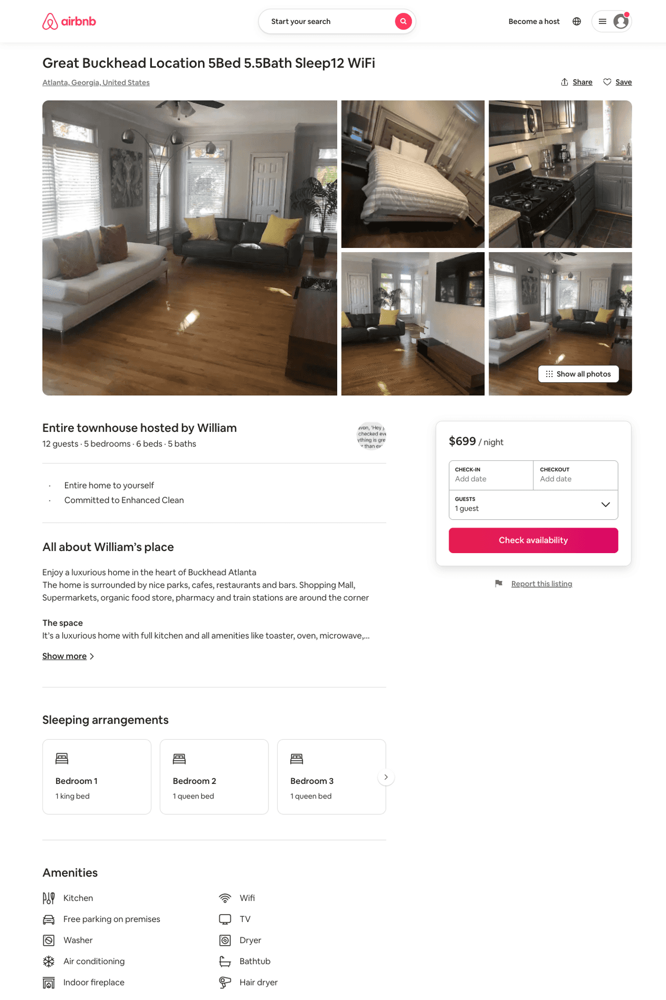 airbnb
Start your search
Become a host
Great Buckhead Location 5Bed 5.5Bath Sleep12 WiFi
Atlanta, Georgia, United States
Share
Save
Show all photos
Entire townhouse hosted by William
12 guests · 5 bedrooms · 6 beds · 5 baths
checked
$699 / night
CHECK-IN
Add date
CHECKOUT
Add date
GUESTS
1 guest
Check availability
Report this listing
· Entire home to yourself
· Committed to Enhanced Clean
All about William’s place
Enjoy a luxurious home in the heart of Buckhead Atlanta
The home is surrounded by nice parks, cafes, restaurants and bars. Shopping Mall,
Supermarkets, organic food store, pharmacy and train stations are around the corner
The space
It’s a luxurious home with full kitchen and all amenities like toaster, oven, microwave,...
Show more
Sleeping arrangements
Bedroom 1
1 king bed
Bedroom 2
1 queen bed
Bedroom 3
1 queen bed
Amenities
Kitchen
Wifi
Free parking on premises
TV
Washer
Dryer
Air conditioning
Bathtub
Indoor fireplace
Hair dryer